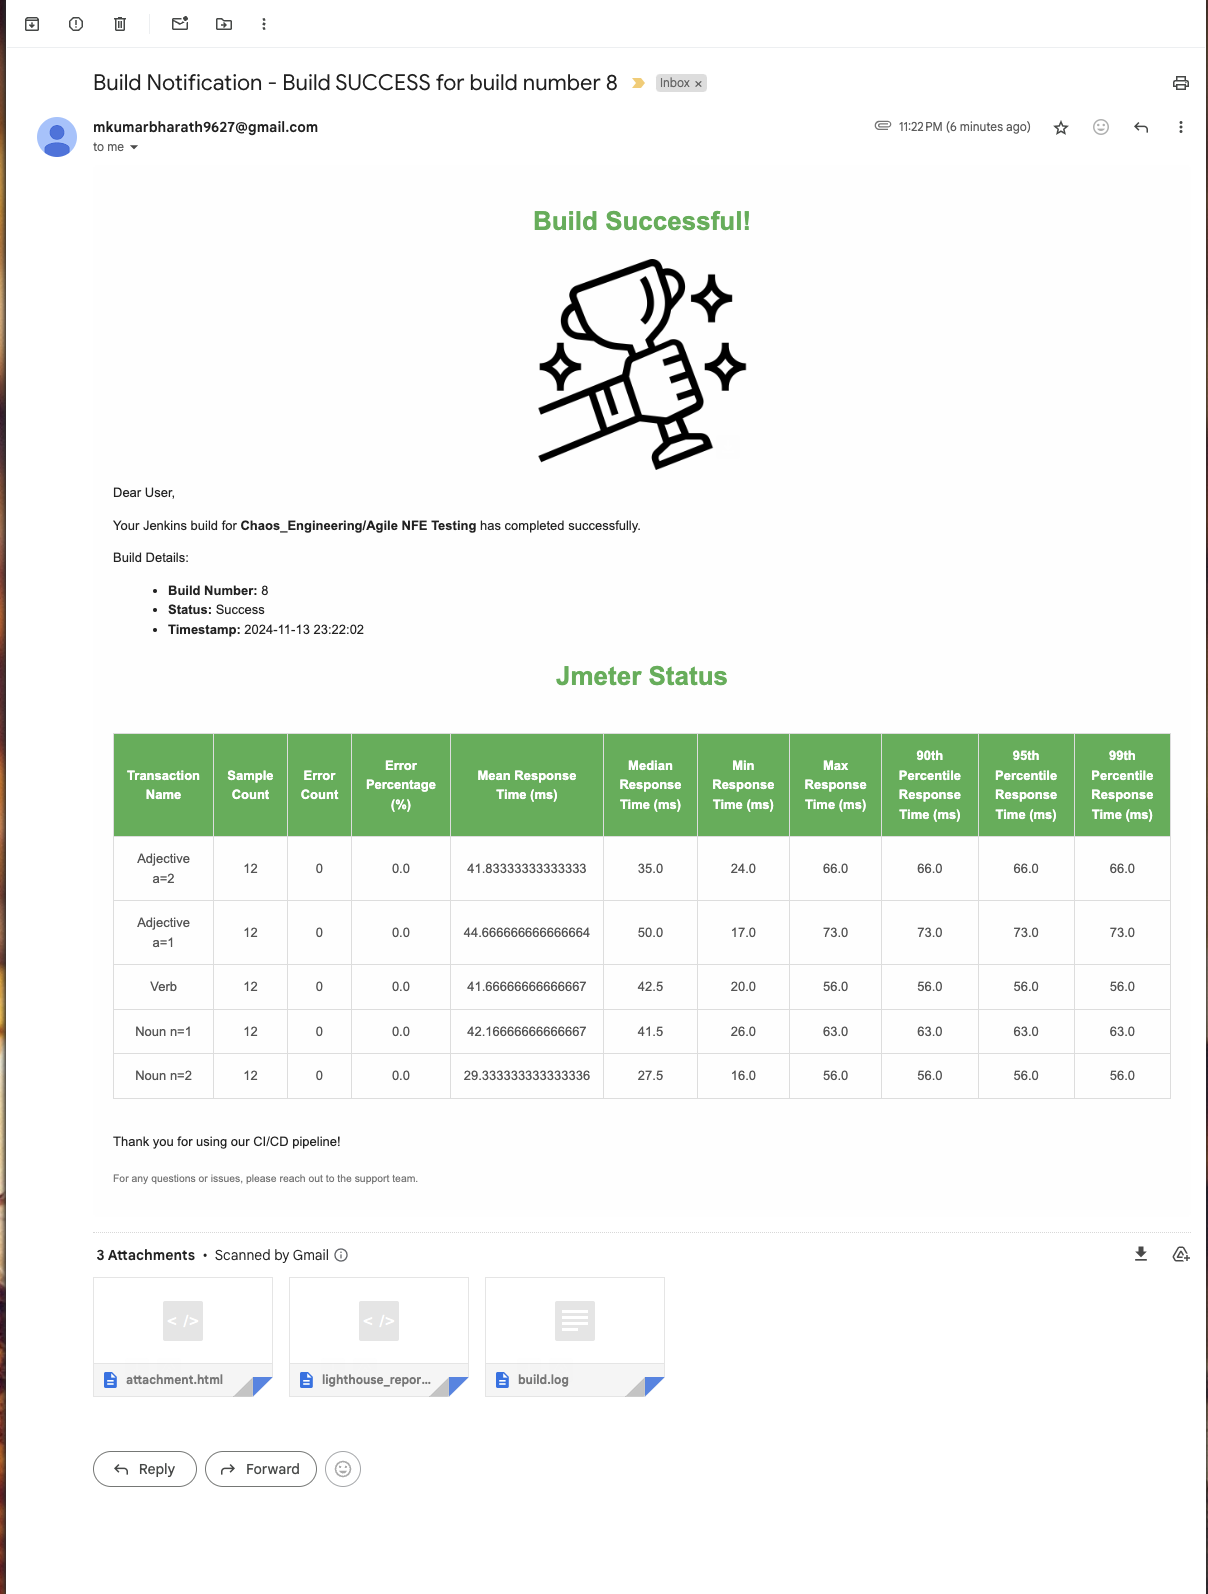 Build Notification - Build SUCCESS for build number 8 Inbox ×
mkumarbharath9627@gmail.com 11:22 PM (6 minutes ago)
to me
Build Successful!
Dear User,
Your Jenkins build for Chaos_Engineering/Agile NFE Testing has completed successfully.
Build Details:
• Build Number: 8
• Status: Success
• Timestamp: 2024-11-13 23:22:02
Jmeter Status
Transaction Name Sample Count Error Count Error Percentage (%) Mean Response Time (ms) Median Response Time (ms) Min Response Time (ms) Max Response Time (ms) 90th Percentile Response Time (ms) 95th Percentile Response Time (ms) 99th Percentile Response Time (ms)
Adjective a=2 12 0 0.0 41.83333333333333 35.0 24.0 66.0 66.0 66.0 66.0
Adjective a=1 12 0 0.0 44.666666666666664 50.0 17.0 73.0 73.0 73.0 73.0
Verb 12 0 0.0 41.66666666666667 42.5 20.0 56.0 56.0 56.0 56.0
Noun n=1 12 0 0.0 42.16666666666667 41.5 26.0 63.0 63.0 63.0 63.0
Noun n=2 12 0 0.0 29.333333333333336 27.5 16.0 56.0 56.0 56.0 56.0
Thank you for using our CI/CD pipeline!
For any questions or issues, please reach out to the support team.
3 Attachments • Scanned by Gmail
</> </>
attachment.html lighthouse_repor... build.log
Reply Forward